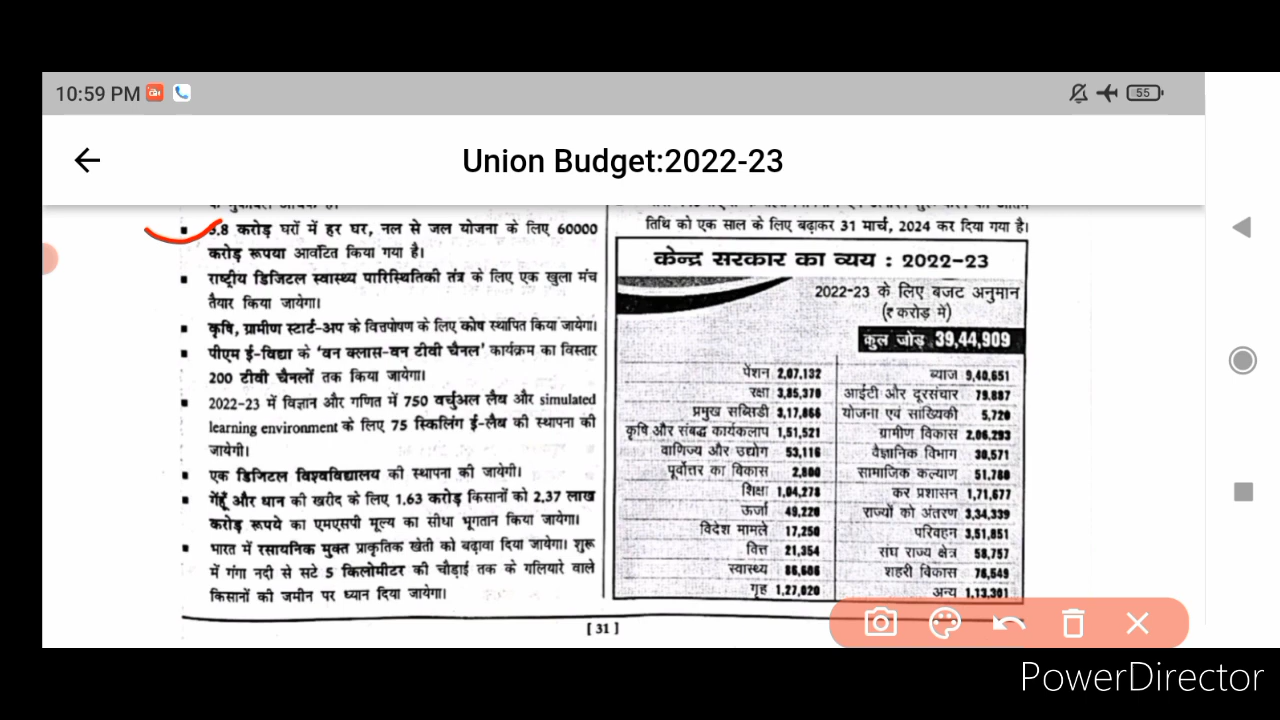 10:59 PM
55
Union Budget:2022-23
5.8 करोड़ घरों में हर घर, नल से जल योजना के लिए 60000
करोड़ रूपया आवंटित किया गया है।
राष्ट्रीय डिजिटल स्वास्थ्य पारिस्थितिकी तंत्र के लिए एक खुला मंच
तैयार किया जायेगा।
कृषि, ग्रामीण स्टार्ट-अप के वित्तपोषण के लिए कोष स्थापित किया जायेगा।
पीएम ई-विद्या के 'वन क्लास-वन टीवी चैनल' कार्यक्रम का विस्तार
200 टीवी चैनलों तक किया जायेगा।
2022-23 में विज्ञान और गणित में 750 वर्चुअल लैब और simulated
learning environment के लिए 75 स्किलिंग ई-लैब की स्थापना की
जायेगी।
एक डिजिटल विश्वविद्यालय की स्थापना की जायेगी।
गेंहूँ और धान की खरीद के लिए 1.63 करोड़ किसानों को 2.37 लाख
करोड़ रूपये का एमएसपी मूल्य का सीधा भूगतान किया जायेगा।
भारत में रसायनिक मुक्त प्राकृतिक खेती को बढ़ावा दिया जायेगा। शुरू
में गंगा नदी से सटे 5 किलोमीटर की चौड़ाई तक के गलियारे वाले
किसानों की जमीन पर ध्यान दिया जायेगा।
तिथि को एक साल के लिए बढ़ाकर 31 मार्च, 2024 कर दिया गया है।
केन्द्र सरकार का व्यय : 2022-23
2022-23 के लिए बजट अनुमान
(₹ करोड़ में)
कुल जोड़ 39,44,909
पेंशन 2,07,132
रक्षा 3,85,370
प्रमुख सब्सिडी 3,17,866
कृषि और संबद्ध कार्यकलाप 1,51,521
वाणिज्य और उद्योग 53,116
पूर्वोत्तर का विकास 2,800
शिक्षा 1,04,278
ऊर्जा 49,220
विदेश मामले 17,250
वित्त 21,354
स्वास्थ्य 86,606
गृह 1,27,020
ब्याज 9,40,651
आईटी और दूरसंचार 79,887
योजना एवं सांख्यिकी 5,720
ग्रामीण विकास 2,06,293
वैज्ञानिक विभाग 30,571
सामाजिक कल्याण 51,780
कर प्रशासन 1,71,677
राज्यों को अंतरण 3,34,339
परिवहन 3,51,851
संघ राज्य क्षेत्र 58,757
शहरी विकास 76,549
अन्य 1,13,301
[ 31 ]
PowerDirector